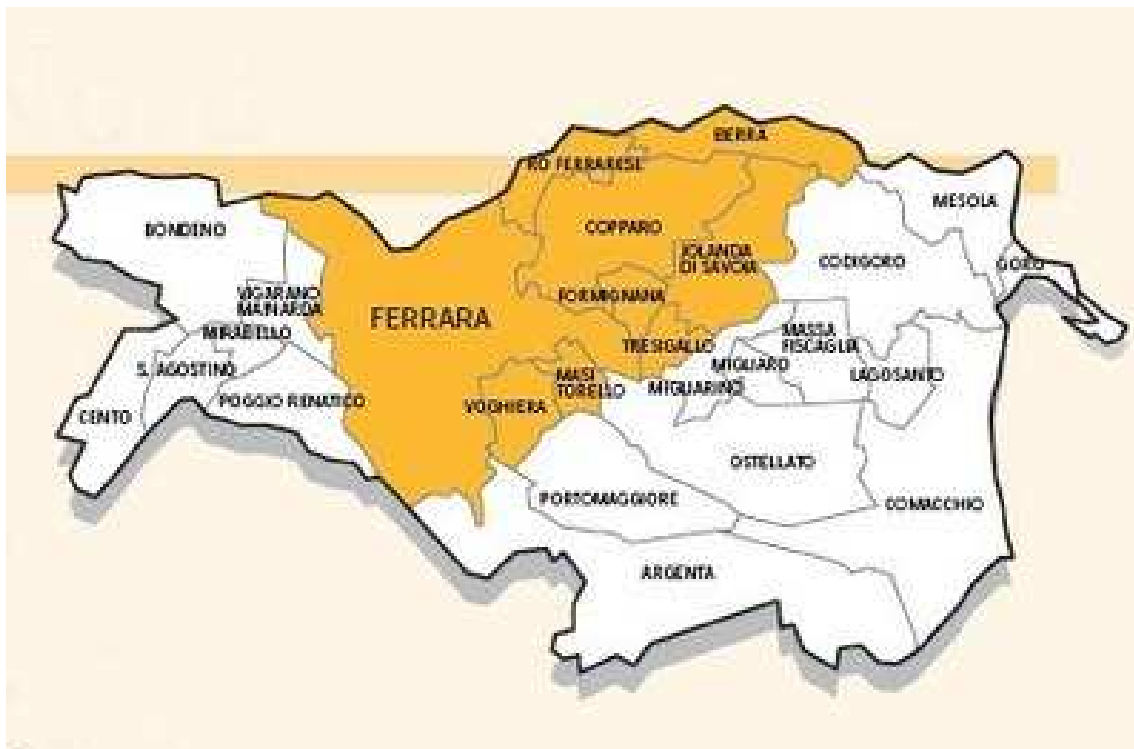 BERRA
RO FERRARESE
MESOLA
COPPARO
BONDENO
JOLANDA
DI SAVOIA
CODIGORO
GORO
VIGARANO
MAINARDA
FORMIGNANA
FERRARA
MIRABELLO
MASSA
FISCAGLIA
TRESIGALLO
MIGLIARO
S. AGOSTINO
MASI
TORELLO
MIGLIARINO
LAGOSANTO
POGGIO RENATICO
VOGHIERA
CENTO
OSTELLATO
PORTOMAGGIORE
COMACCHIO
ARGENTA